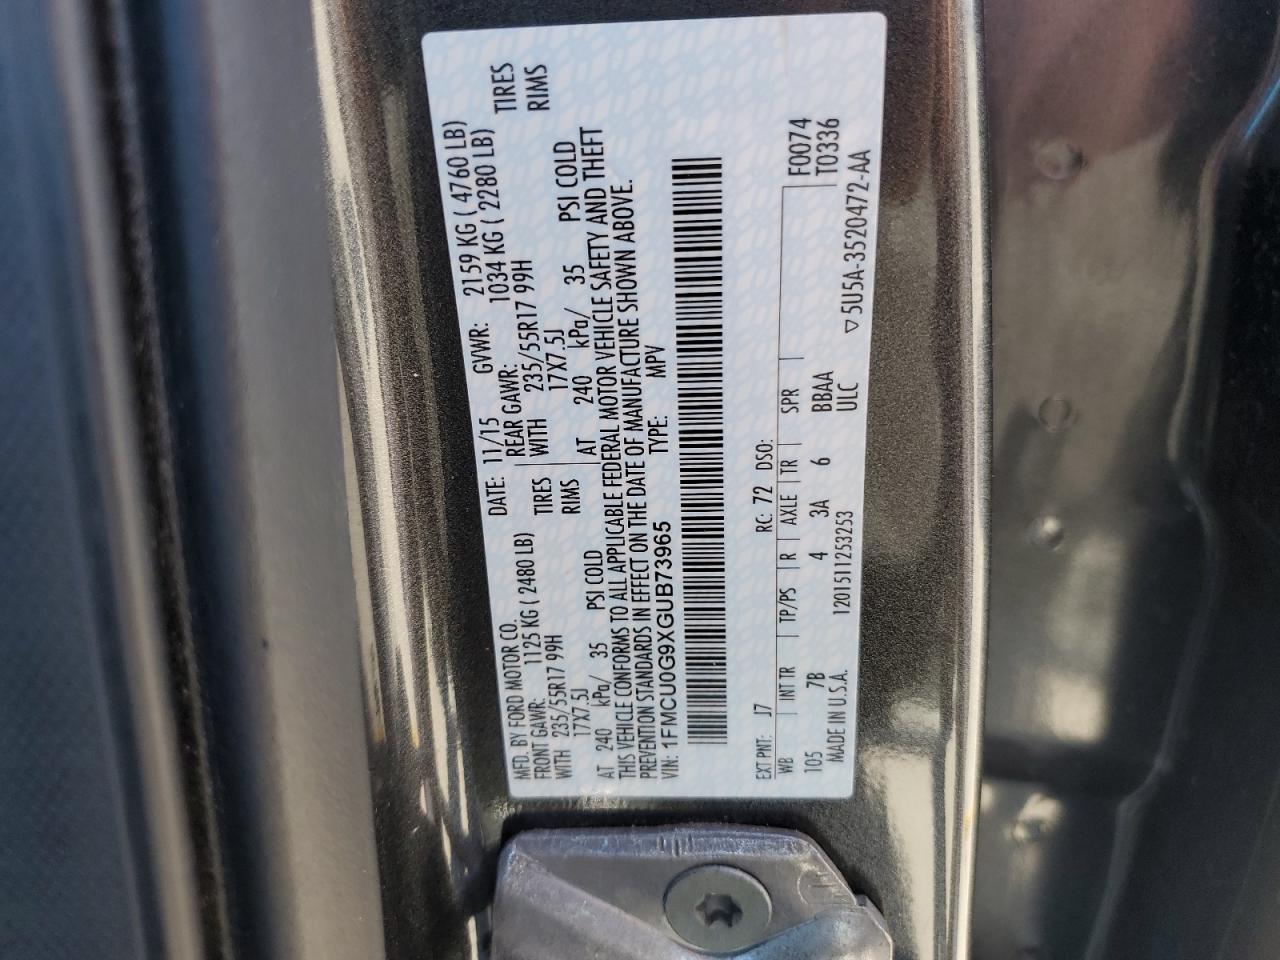 MFD. BY FORD MOTOR CO. DATE: 11/15 GVWR: 2159 KG ( 4760 LB)
FRONT GAWR: 1125 KG ( 2480 LB) REAR GAWR: 1034 KG ( 2280 LB)
WITH 235/55R17 99H TIRES WITH 235/55R17 99H TIRES
17X7.5J RIMS 17X7.5J RIMS
AT 240 kPa/ 35 PSI COLD AT 240 kPa/ 35 PSI COLD
THIS VEHICLE CONFORMS TO ALL APPLICABLE FEDERAL MOTOR VEHICLE SAFETY AND THEFT
PREVENTION STANDARDS IN EFFECT ON THE DATE OF MANUFACTURE SHOWN ABOVE.
VIN: 1FMCU0G9XGUB73965 TYPE: MPV
EXT PNT: J7 RC: 72 DSO: F0074
WB INT TR TP/PS R AXLE TR SPR T0336
105 7B 4 3A 6 BBAA
MADE IN U.S.A. 1201511253253 ULC ▽5U5A-3520472-AA